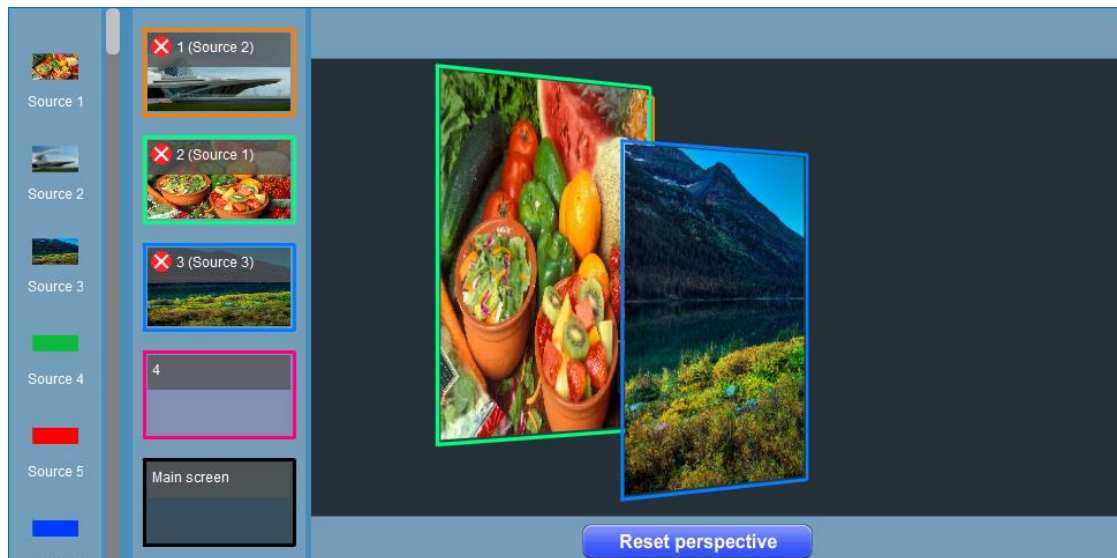 Source 1
Source 2
Source 3
Source 4
Source 5
1 (Source 2)
2 (Source 1)
3 (Source 3)
4
Main screen
Reset perspective